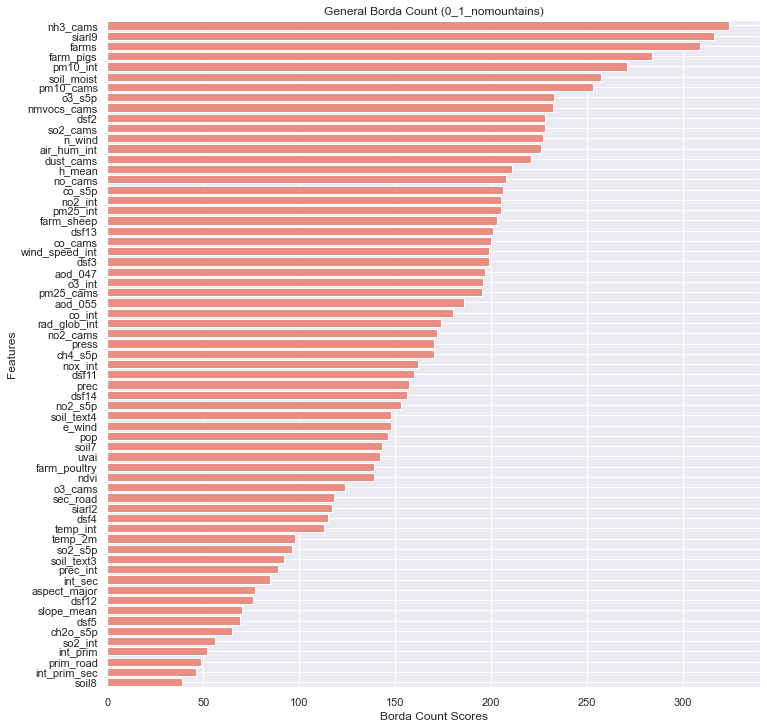 General Borda Count (0_1_nomountains)
nh3_cams
siarl9
farms
farm_pigs
pm10_int
soil_moist
pm10_cams
o3_s5p
nmvocs_cams
dsf2
so2_cams
n_wind
air_hum_int
dust_cams
h_mean
no_cams
co_s5p
no2_int
pm25_int
farm_sheep
dsf13
co_cams
wind_speed_int
dsf3
aod_047
o3_int
pm25_cams
aod_055
co_int
rad_glob_int
no2_cams
press
ch4_s5p
nox_int
dsf11
prec
dsf14
no2_s5p
soil_text4
e_wind
pop
soil7
uvai
farm_poultry
ndvi
o3_cams
sec_road
siarl2
dsf4
temp_int
temp_2m
so2_s5p
soil_text3
prec_int
int_sec
aspect_major
dsf12
slope_mean
dsf5
ch2o_s5p
so2_int
int_prim
prim_road
int_prim_sec
soil8
Features
0 50 100 150 200 250 300
Borda Count Scores